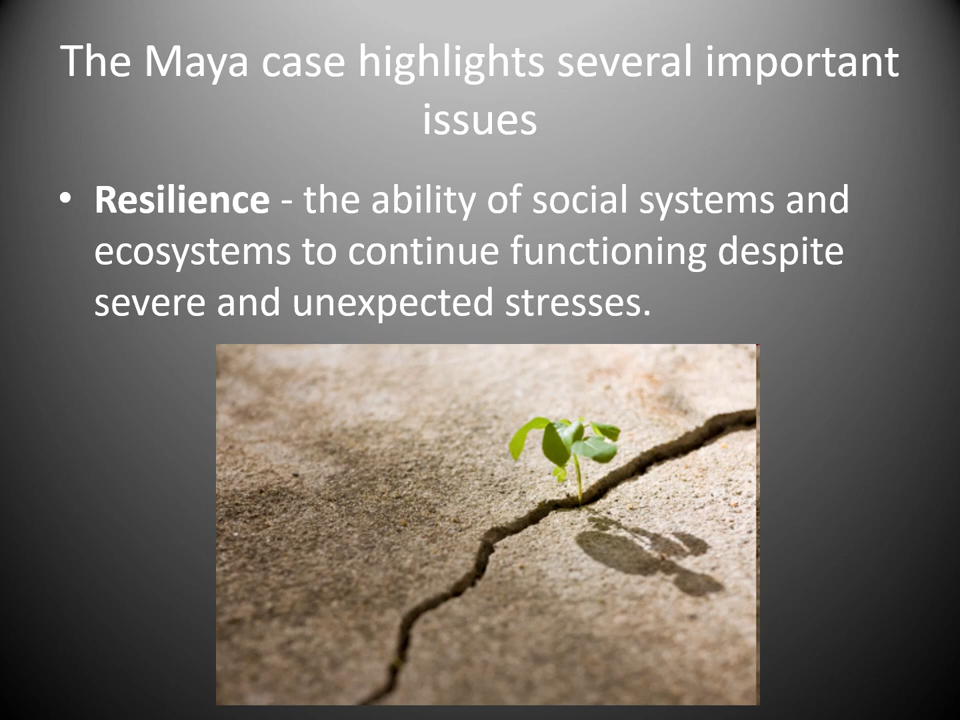 The Maya case highlights several important
issues
• Resilience - the ability of social systems and
ecosystems to continue functioning despite
severe and unexpected stresses.